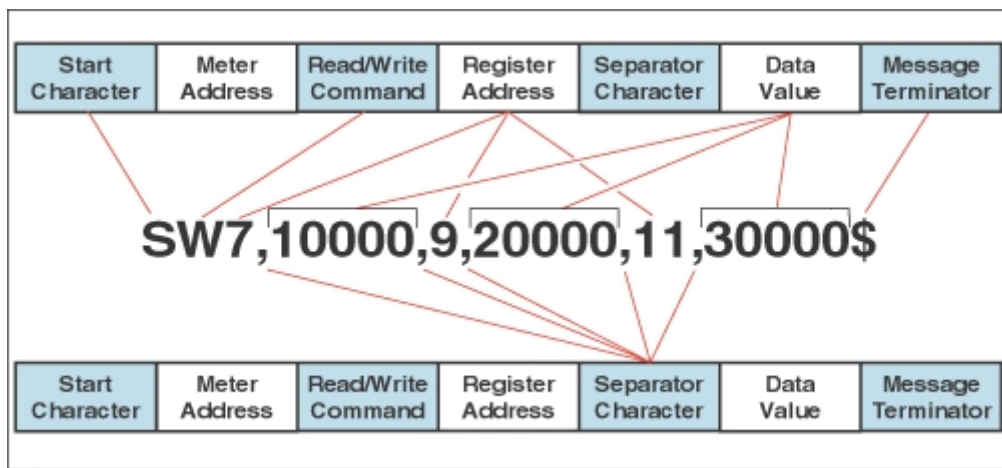 Start Character
Meter Address
Read/Write Command
Register Address
Separator Character
Data Value
Message Terminator
SW7,10000,9,20000,11,30000$
Start Character
Meter Address
Read/Write Command
Register Address
Separator Character
Data Value
Message Terminator